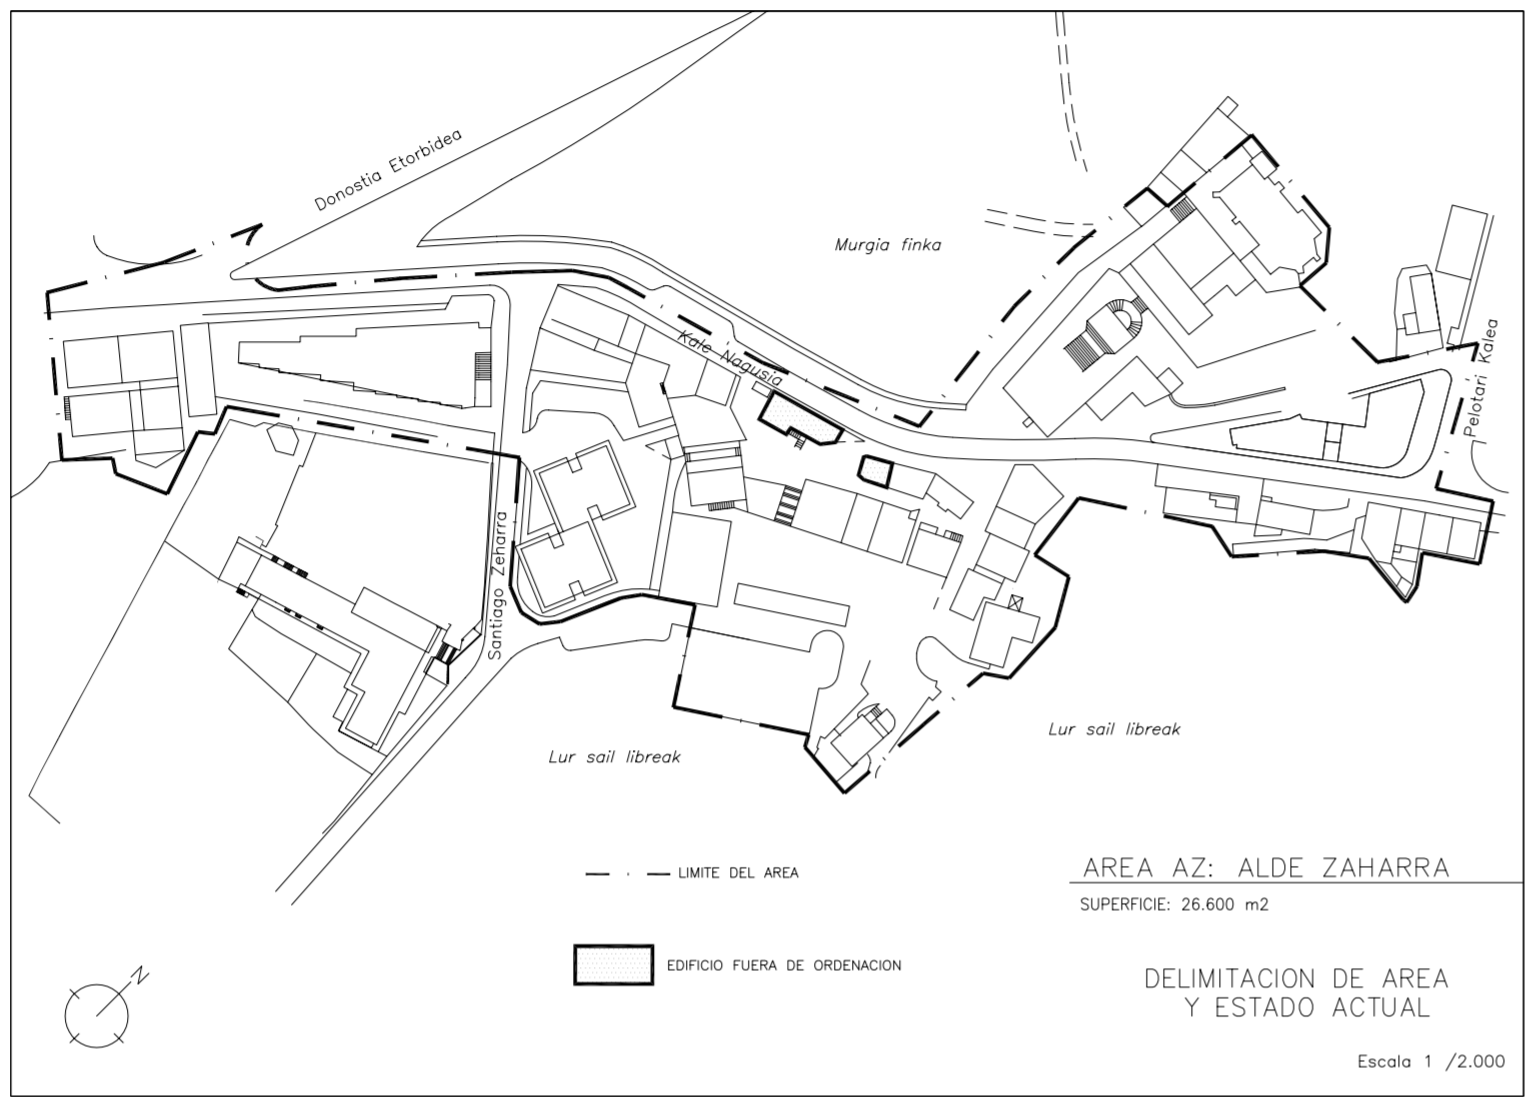 Donostia Etorbidea
Murgia finka
Kale Nagusia
Pelotari Kalea
Santiago Zeharra
Lur sail libreak
Lur sail libreak
LIMITE DEL AREA
EDIFICIO FUERA DE ORDENACION
N
AREA AZ: ALDE ZAHARRA
SUPERFICIE: 26.600 m2
DELIMITACION DE AREA
Y ESTADO ACTUAL
Escala 1 /2.000